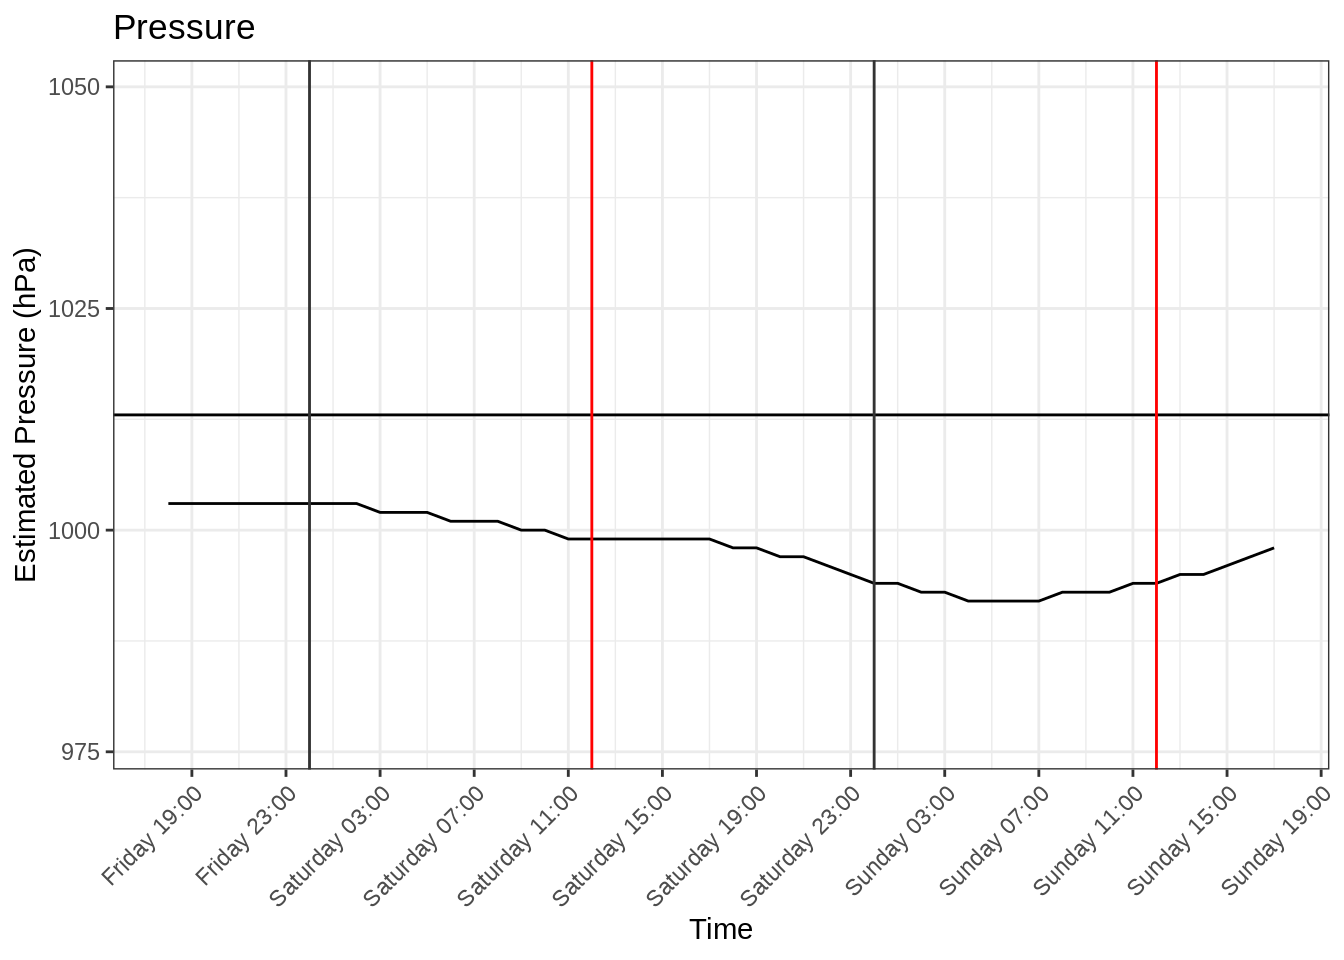 Pressure
Estimated Pressure (hPa)
1050
1025
1000
975
Friday 19:00
Friday 23:00
Saturday 03:00
Saturday 07:00
Saturday 11:00
Saturday 15:00
Saturday 19:00
Saturday 23:00
Sunday 03:00
Sunday 07:00
Sunday 11:00
Sunday 15:00
Sunday 19:00
Time